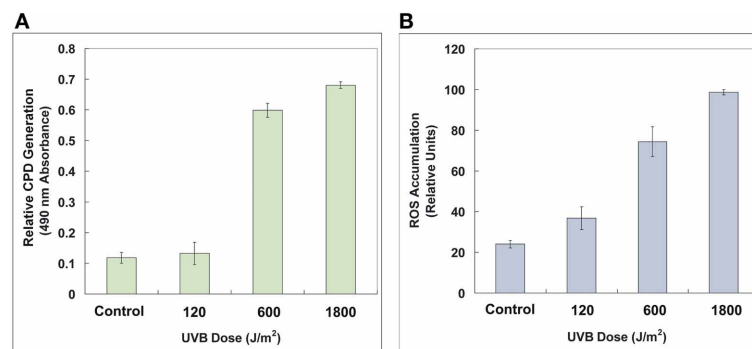 A
Relative CPD Generation
(490 nm Absorbance)
0.8
0.7
0.6
0.5
0.4
0.3
0.2
0.1
0
Control 120 600 1800
UVB Dose (J/m²)
B
ROS Accumulation
(Relative Units)
120
100
80
60
40
20
0
Control 120 600 1800
UVB Dose (J/m²)